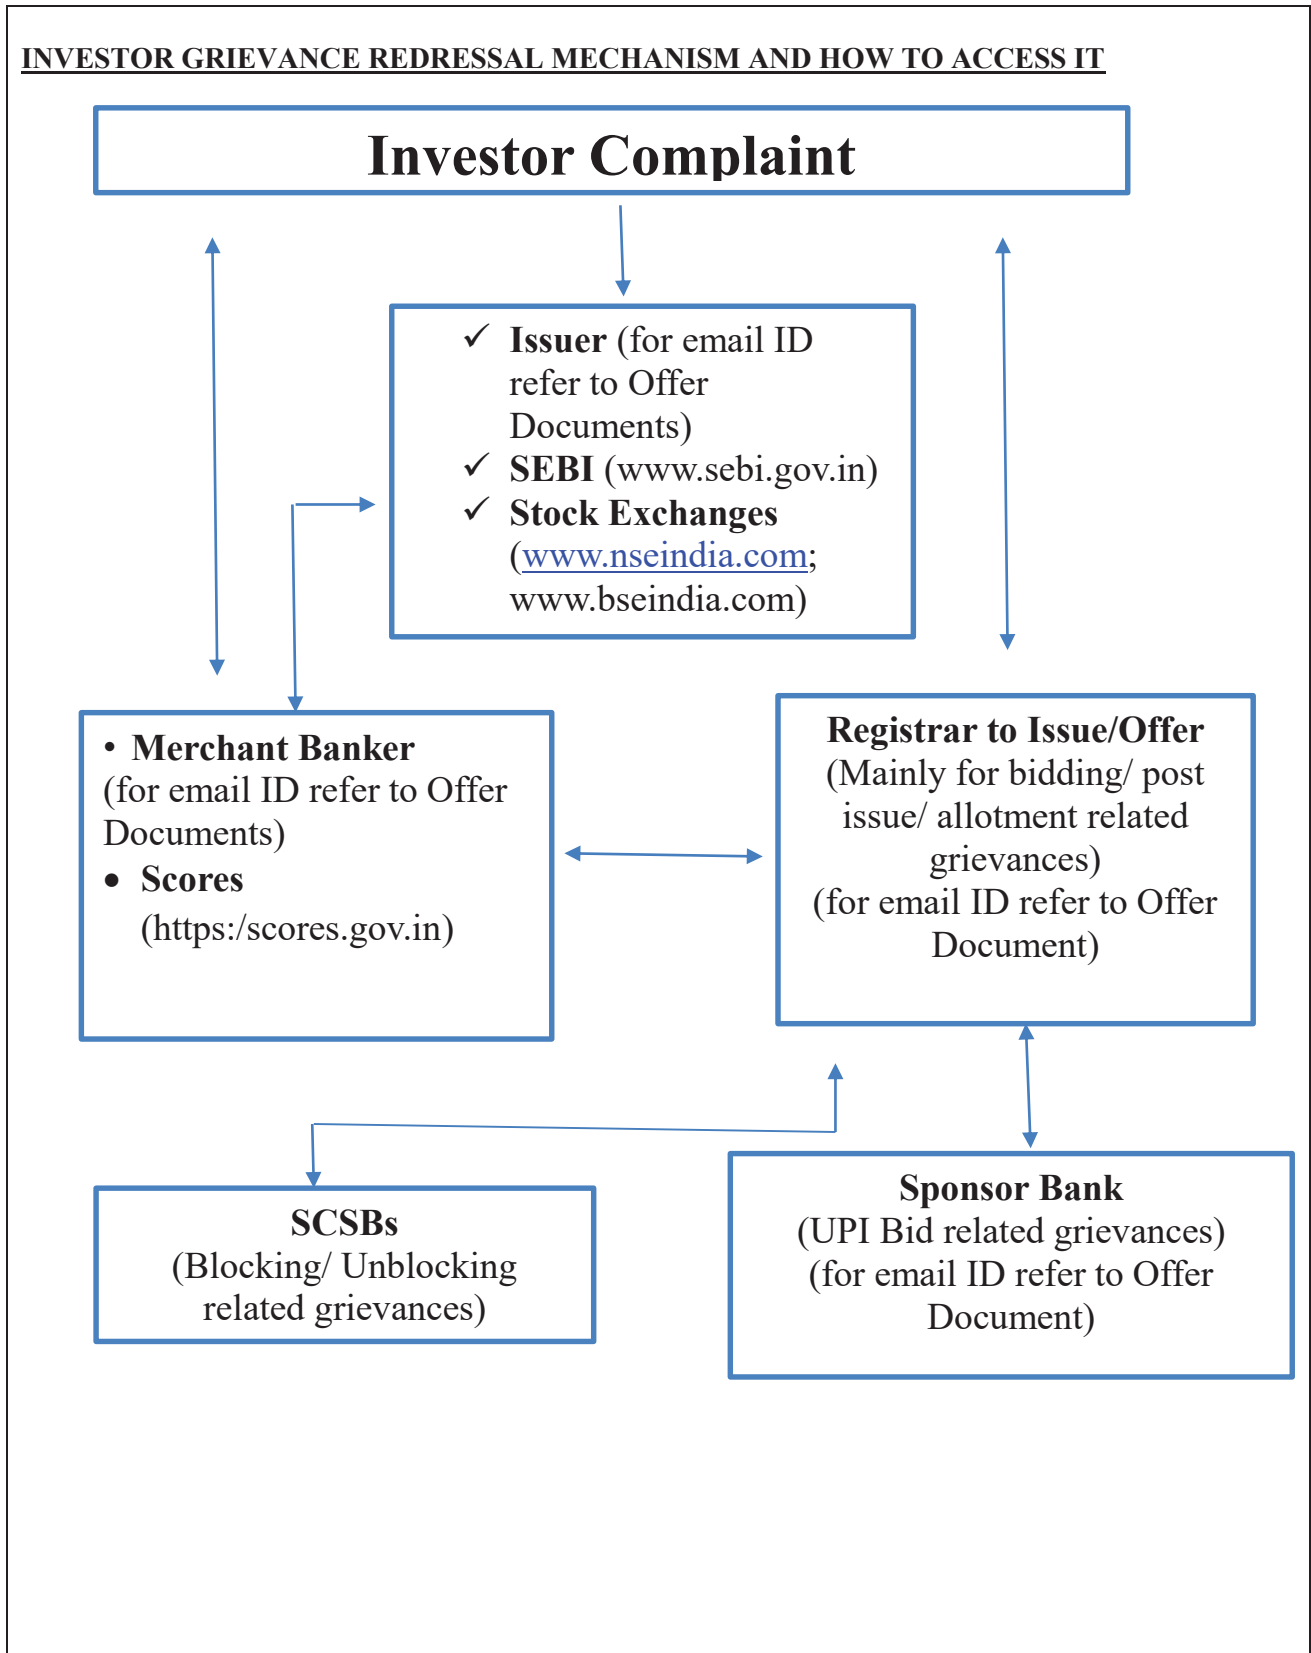 INVESTOR GRIEVANCE REDRESSAL MECHANISM AND HOW TO ACCESS IT
Investor Complaint
✓ Issuer (for email ID
refer to Offer
Documents)
✓ SEBI (www.sebi.gov.in)
✓ Stock Exchanges
(www.nseindia.com;
www.bseindia.com)
• Merchant Banker
(for email ID refer to Offer
Documents)
• Scores
(https:/scores.gov.in)
Registrar to Issue/Offer
(Mainly for bidding/ post
issue/ allotment related
grievances)
(for email ID refer to Offer
Document)
SCSBs
(Blocking/ Unblocking
related grievances)
Sponsor Bank
(UPI Bid related grievances)
(for email ID refer to Offer
Document)